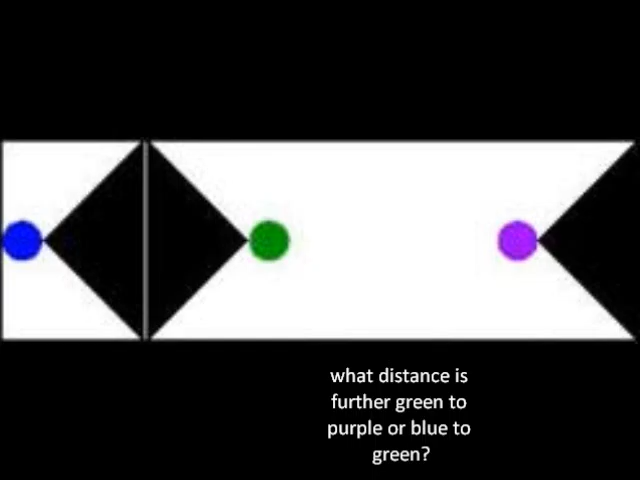 what distance is
further green to
purple or blue to
green?